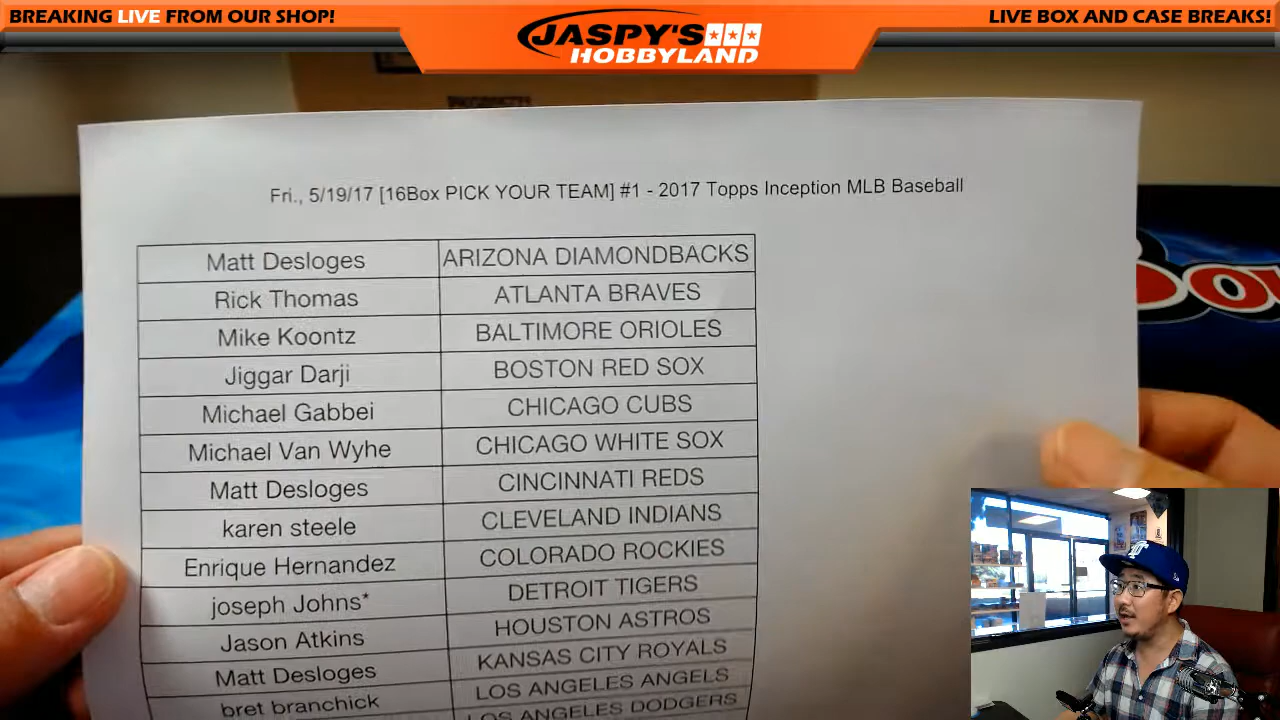 BREAKING LIVE FROM OUR SHOP!
JASPY'S
HOBBYLAND
LIVE BOX AND CASE BREAKS!
Fri., 5/19/17 [16Box PICK YOUR TEAM] #1 - 2017 Topps Inception MLB Baseball
Matt Desloges ARIZONA DIAMONDBACKS
Rick Thomas ATLANTA BRAVES
Mike Koontz BALTIMORE ORIOLES
Jiggar Darji BOSTON RED SOX
Michael Gabbei CHICAGO CUBS
Michael Van Wyhe CHICAGO WHITE SOX
Matt Desloges CINCINNATI REDS
karen steele CLEVELAND INDIANS
Enrique Hernandez COLORADO ROCKIES
joseph Johns* DETROIT TIGERS
Jason Atkins HOUSTON ASTROS
Matt Desloges KANSAS CITY ROYALS
bret branchick LOS ANGELES ANGELS
LOS ANGELES DODGERS